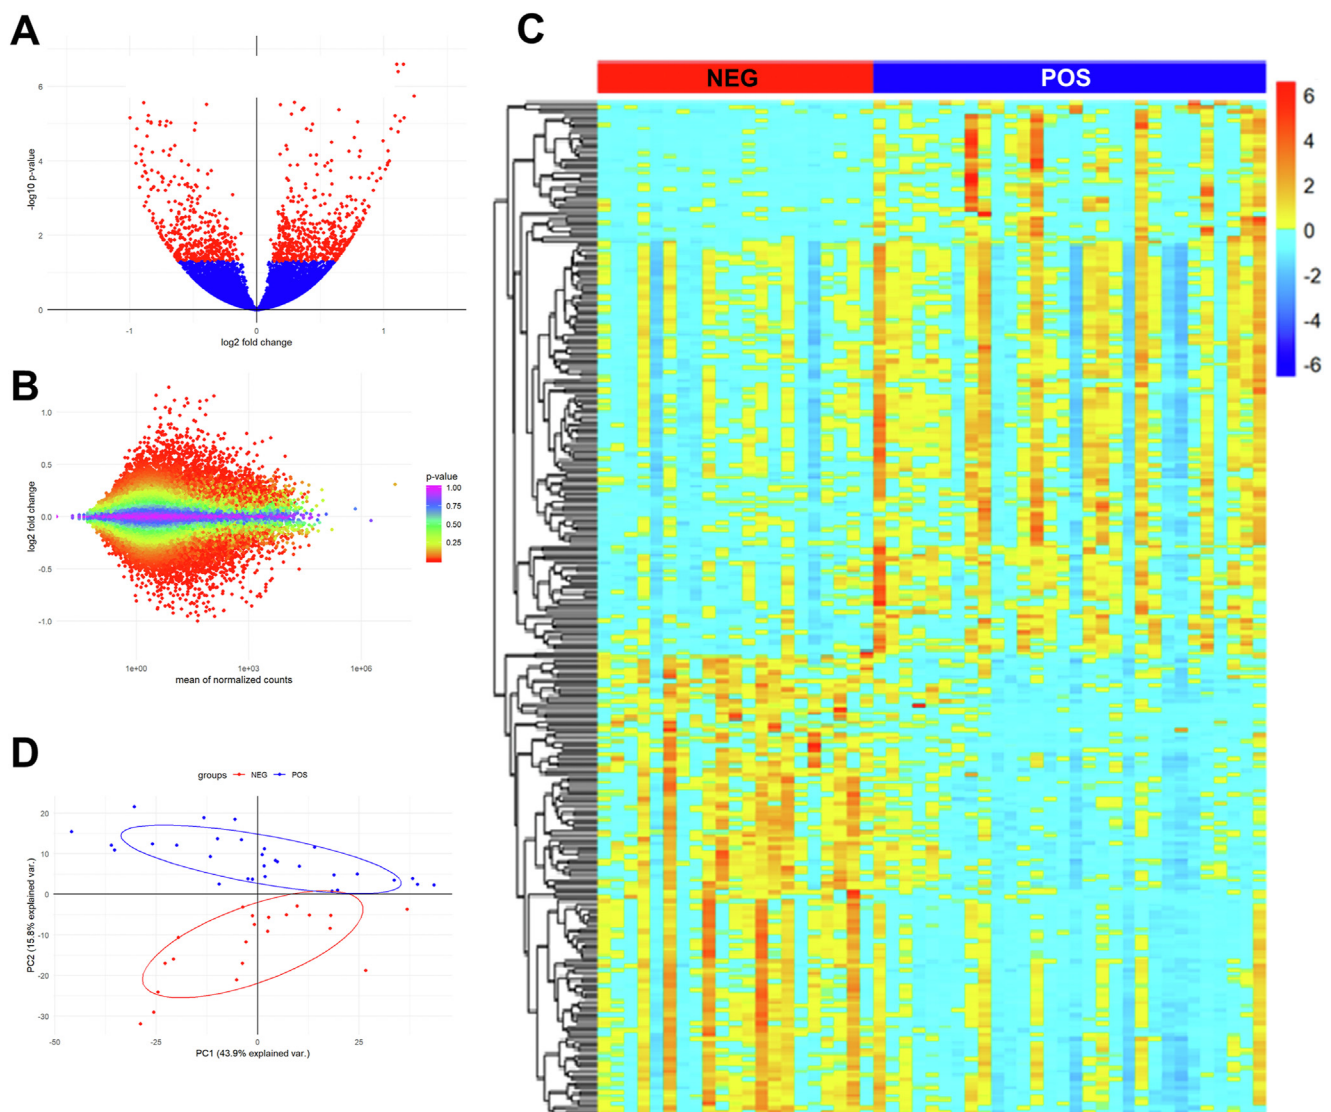 A
-log10 p-value
6
4
2
0
-1
0
1
log2 fold change
B
log2 fold change
1.0
0.5
0.0
-0.5
-1.0
1e+00
1e+03
1e+06
mean of normalized counts
p-value
1.00
0.75
0.50
0.25
C
NEG
POS
6
4
2
0
-2
-4
-6
D
groups
NEG
POS
PC2 (15.8% explained var.)
20
10
0
-10
-20
-30
-50
-25
0
25
PC1 (43.9% explained var.)